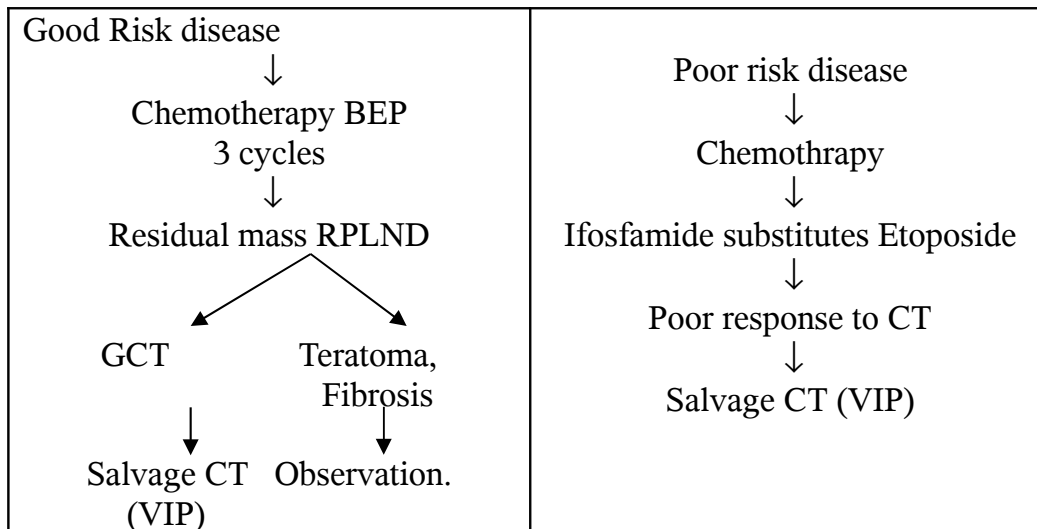 Good Risk disease
↓
Chemotherapy BEP
3 cycles
↓
Residual mass RPLND
GCT Teratoma,
Fibrosis
Salvage CT Observation.
(VIP)
Poor risk disease
↓
Chemothrapy
↓
Ifosfamide substitutes Etoposide
↓
Poor response to CT
↓
Salvage CT (VIP)